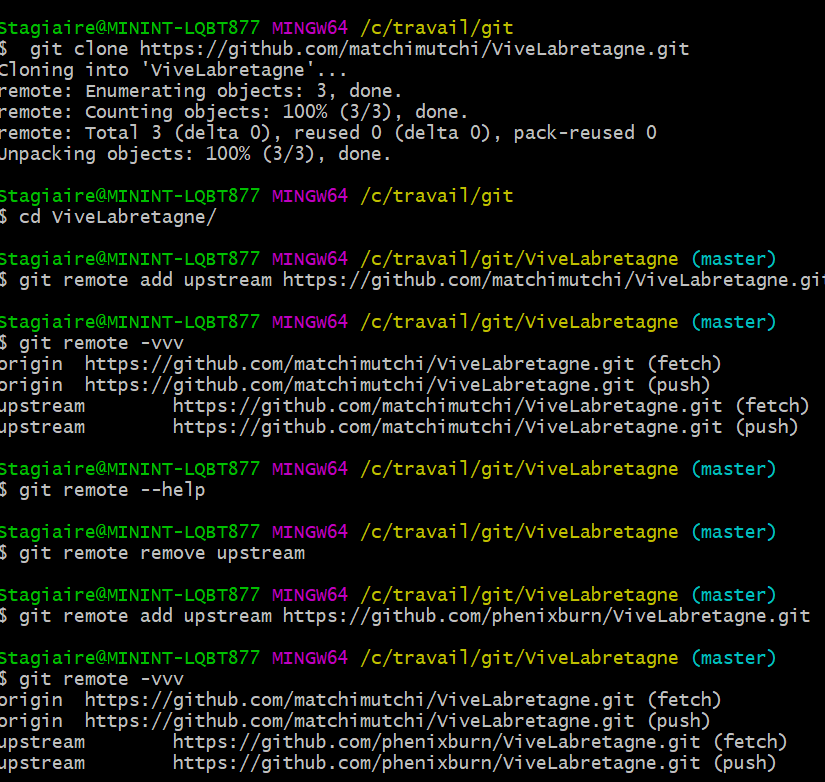 Stagiaire@MININT-LQBT877 MINGW64 /c/travail/git
$  git clone https://github.com/matchimutchi/ViveLabretagne.git
Cloning into 'ViveLabretagne'...
remote: Enumerating objects: 3, done.
remote: Counting objects: 100% (3/3), done.
remote: Total 3 (delta 0), reused 0 (delta 0), pack-reused 0
Unpacking objects: 100% (3/3), done.
Stagiaire@MININT-LQBT877 MINGW64 /c/travail/git
$ cd ViveLabretagne/
Stagiaire@MININT-LQBT877 MINGW64 /c/travail/git/ViveLabretagne (master)
$ git remote add upstream https://github.com/matchimutchi/ViveLabretagne.git
Stagiaire@MININT-LQBT877 MINGW64 /c/travail/git/ViveLabretagne (master)
$ git remote -vvv
origin  https://github.com/matchimutchi/ViveLabretagne.git (fetch)
origin  https://github.com/matchimutchi/ViveLabretagne.git (push)
upstream        https://github.com/matchimutchi/ViveLabretagne.git (fetch)
upstream        https://github.com/matchimutchi/ViveLabretagne.git (push)
Stagiaire@MININT-LQBT877 MINGW64 /c/travail/git/ViveLabretagne (master)
$ git remote --help
Stagiaire@MININT-LQBT877 MINGW64 /c/travail/git/ViveLabretagne (master)
$ git remote remove upstream
Stagiaire@MININT-LQBT877 MINGW64 /c/travail/git/ViveLabretagne (master)
$ git remote add upstream https://github.com/phenixburn/ViveLabretagne.git
Stagiaire@MININT-LQBT877 MINGW64 /c/travail/git/ViveLabretagne (master)
$ git remote -vvv
origin  https://github.com/matchimutchi/ViveLabretagne.git (fetch)
origin  https://github.com/matchimutchi/ViveLabretagne.git (push)
upstream        https://github.com/phenixburn/ViveLabretagne.git (fetch)
upstream        https://github.com/phenixburn/ViveLabretagne.git (push)